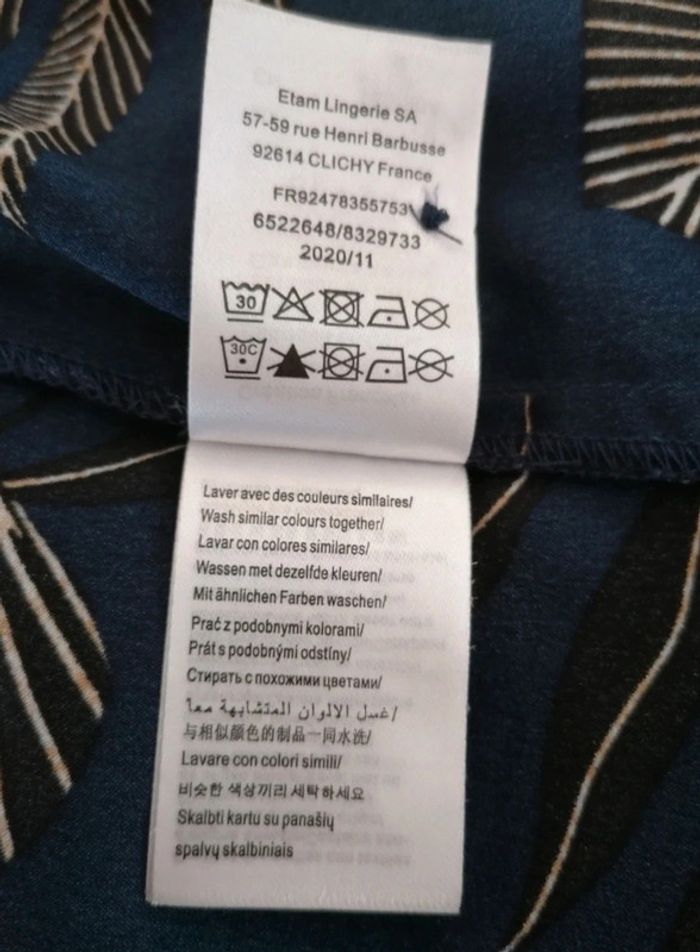 Etam Lingerie SA
57-59 rue Henri Barbusse
92614 CLICHY France
FR92478355753
6522648/8329733
2020/11
30
30C
Laver avec des couleurs similaires/
Wash similar colours together/
Lavar con colores similares/
Wassen met dezelfde kleuren/
Mit ähnlichen Farben waschen/
Prać z podobnymi kolorami/
Prát s podobnými odstíny/
Стирать с похожими цветами/
غسل الالوان المتشابهة معا/
与相似颜色的制品一同水洗/
Lavare con colori simili/
비슷한 색상끼리 세탁하세요
Skalbti kartu su panašių
spalvų skalbiniais